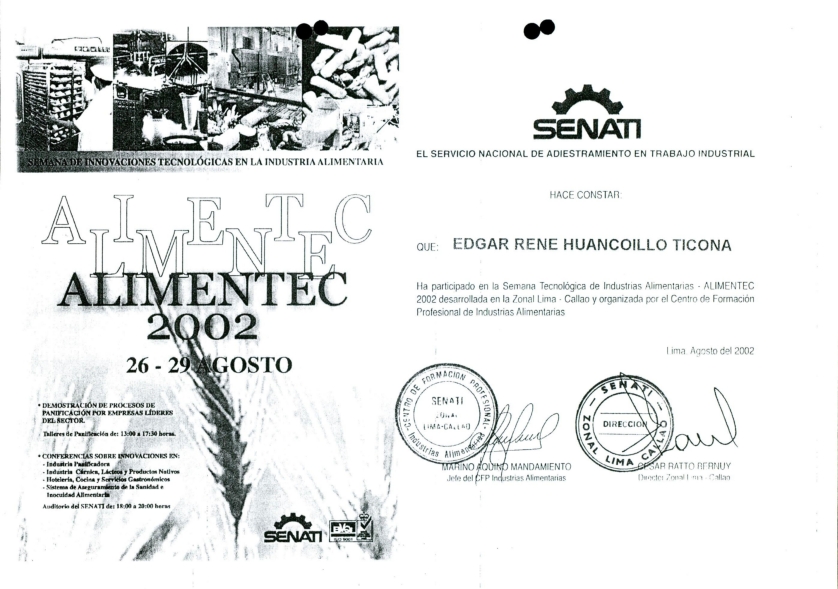 SEMANA DE INNOVACIONES TECNOLÓGICAS EN LA INDUSTRIA ALIMENTARIA
ALIMENTEC
ALIMENTEC
2002
26 - 29 AGOSTO
* DEMOSTRACIÓN DE PROCESOS DE
PANIFICACIÓN POR EMPRESAS LÍDERES
DEL SECTOR.
Talleres de Panificación de: 13:00 a 17:30 horas.
* CONFERENCIAS SOBRE INNOVACIONES EN:
- Industria Panificadora
- Industria Cárnica, Lácteos y Productos Nativos
- Hotelería, Cocina y Servicios Gastronómicos
- Sistema de Aseguramiento de la Sanidad e
Inocuidad Alimentaria
Auditorio del SENATI de: 18:00 a 20:00 horas
SENATI
ISO 9001
SENATI
EL SERVICIO NACIONAL DE ADIESTRAMIENTO EN TRABAJO INDUSTRIAL
HACE CONSTAR:
QUE: EDGAR RENE HUANCOILLO TICONA
Ha participado en la Semana Tecnológica de Industrias Alimentarias - ALIMENTEC
2002 desarrollada en la Zonal Lima - Callao y organizada por el Centro de Formación
Profesional de Industrias Alimentarias
Lima, Agosto del 2002
CENTRO DE FORMACION PROFESIONAL
SENATI
ZONAL
LIMA-CALLAO
Industrias Alimentarias
SENATI
DIRECCION
ZONAL LIMA CALLAO
MARINO AQUINO MANDAMIENTO
Jefe del CFP Industrias Alimentarias
CESAR RATTO BERNUY
Director Zonal Lima - Callao